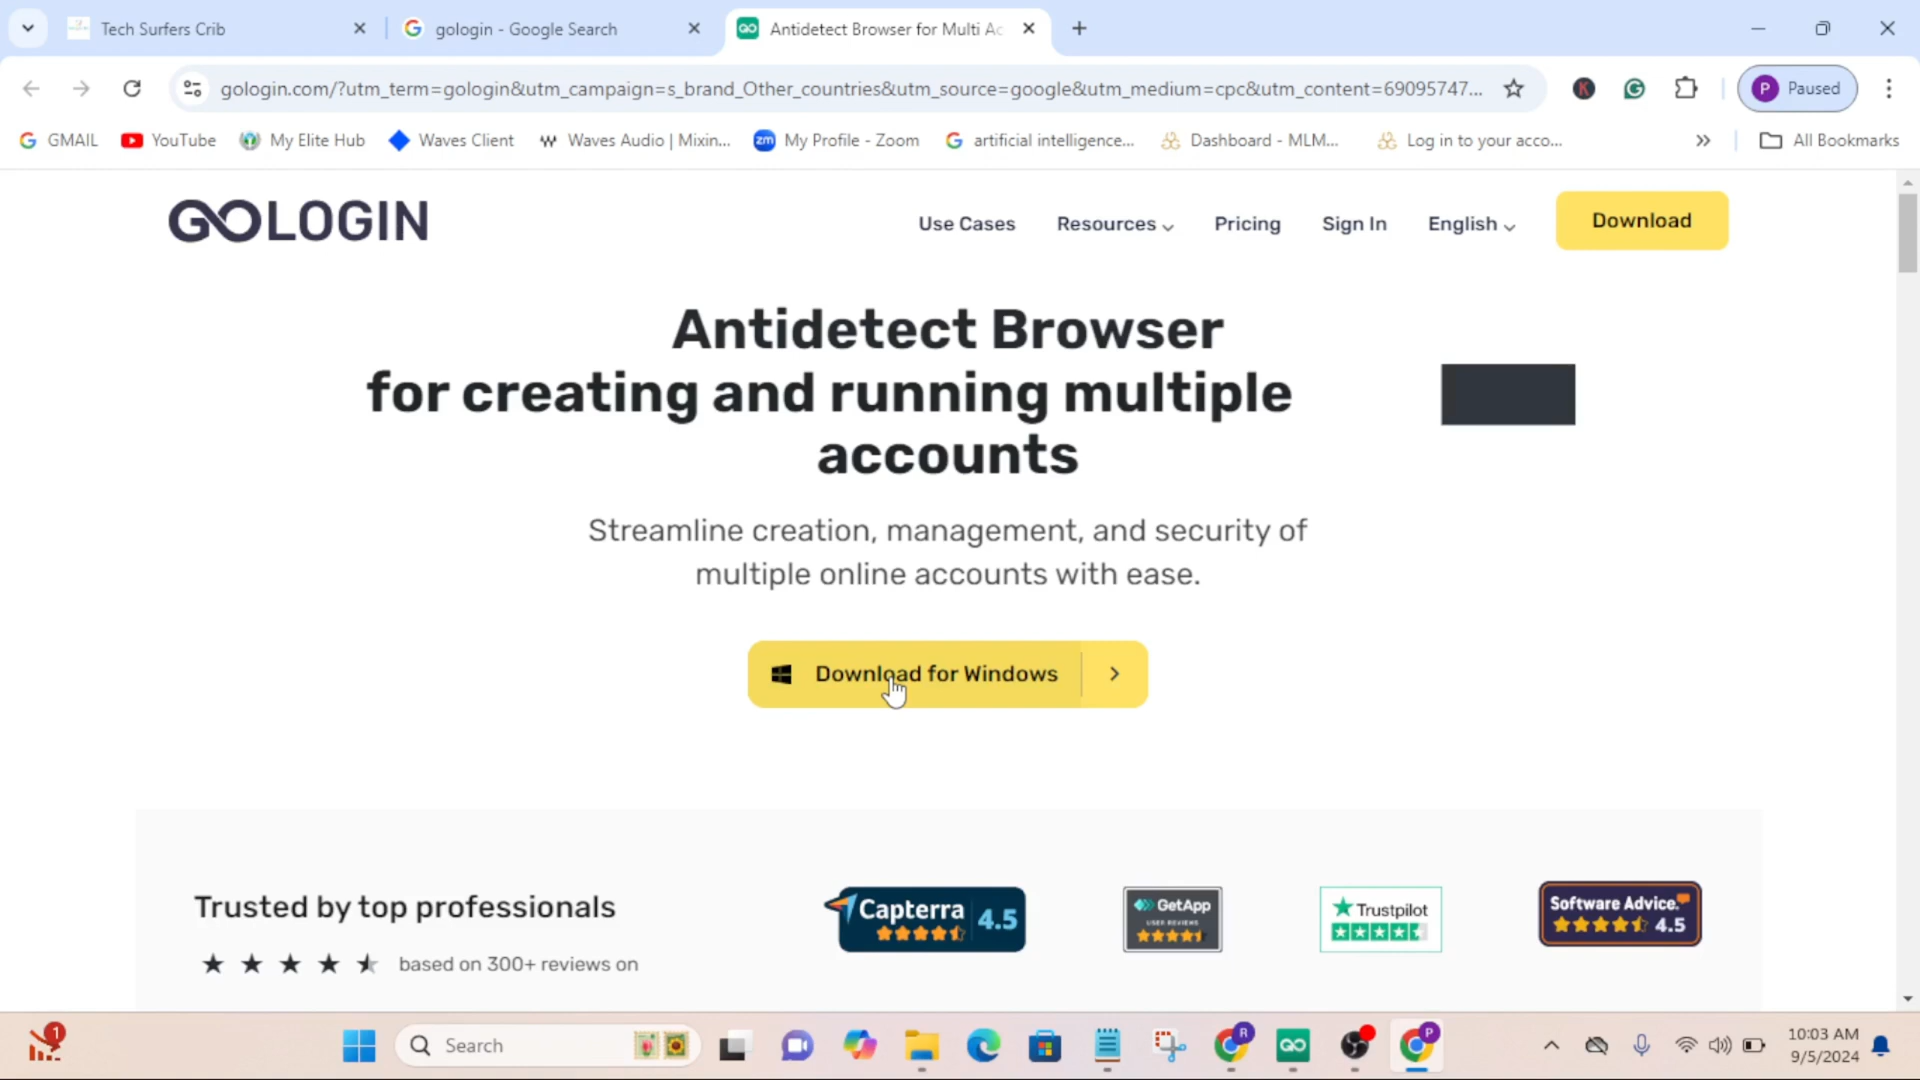 Tech Surfers Crib
gologin - Google Search
Antidetect Browser for Multi Ac
gologin.com/?utm_term=gologin&utm_campaign=s_brand_Other_countries&utm_source=google&utm_medium=cpc&utm_content=69095747...
K
P Paused
GMAIL
YouTube
My Elite Hub
Waves Client
Waves Audio | Mixin...
zm My Profile - Zoom
artificial intelligence...
Dashboard - MLM...
Log in to your acco...
All Bookmarks
GOLOGIN
Use Cases
Resources
Pricing
Sign In
English
Download
Antidetect Browser
for creating and running multiple
accounts
Streamline creation, management, and security of
multiple online accounts with ease.
Download for Windows
Trusted by top professionals
based on 300+ reviews on
Capterra 4.5
GetApp
USER REVIEWS
Trustpilot
Software Advice.
4.5
1
Search
R
GO
P
10:03 AM
9/5/2024